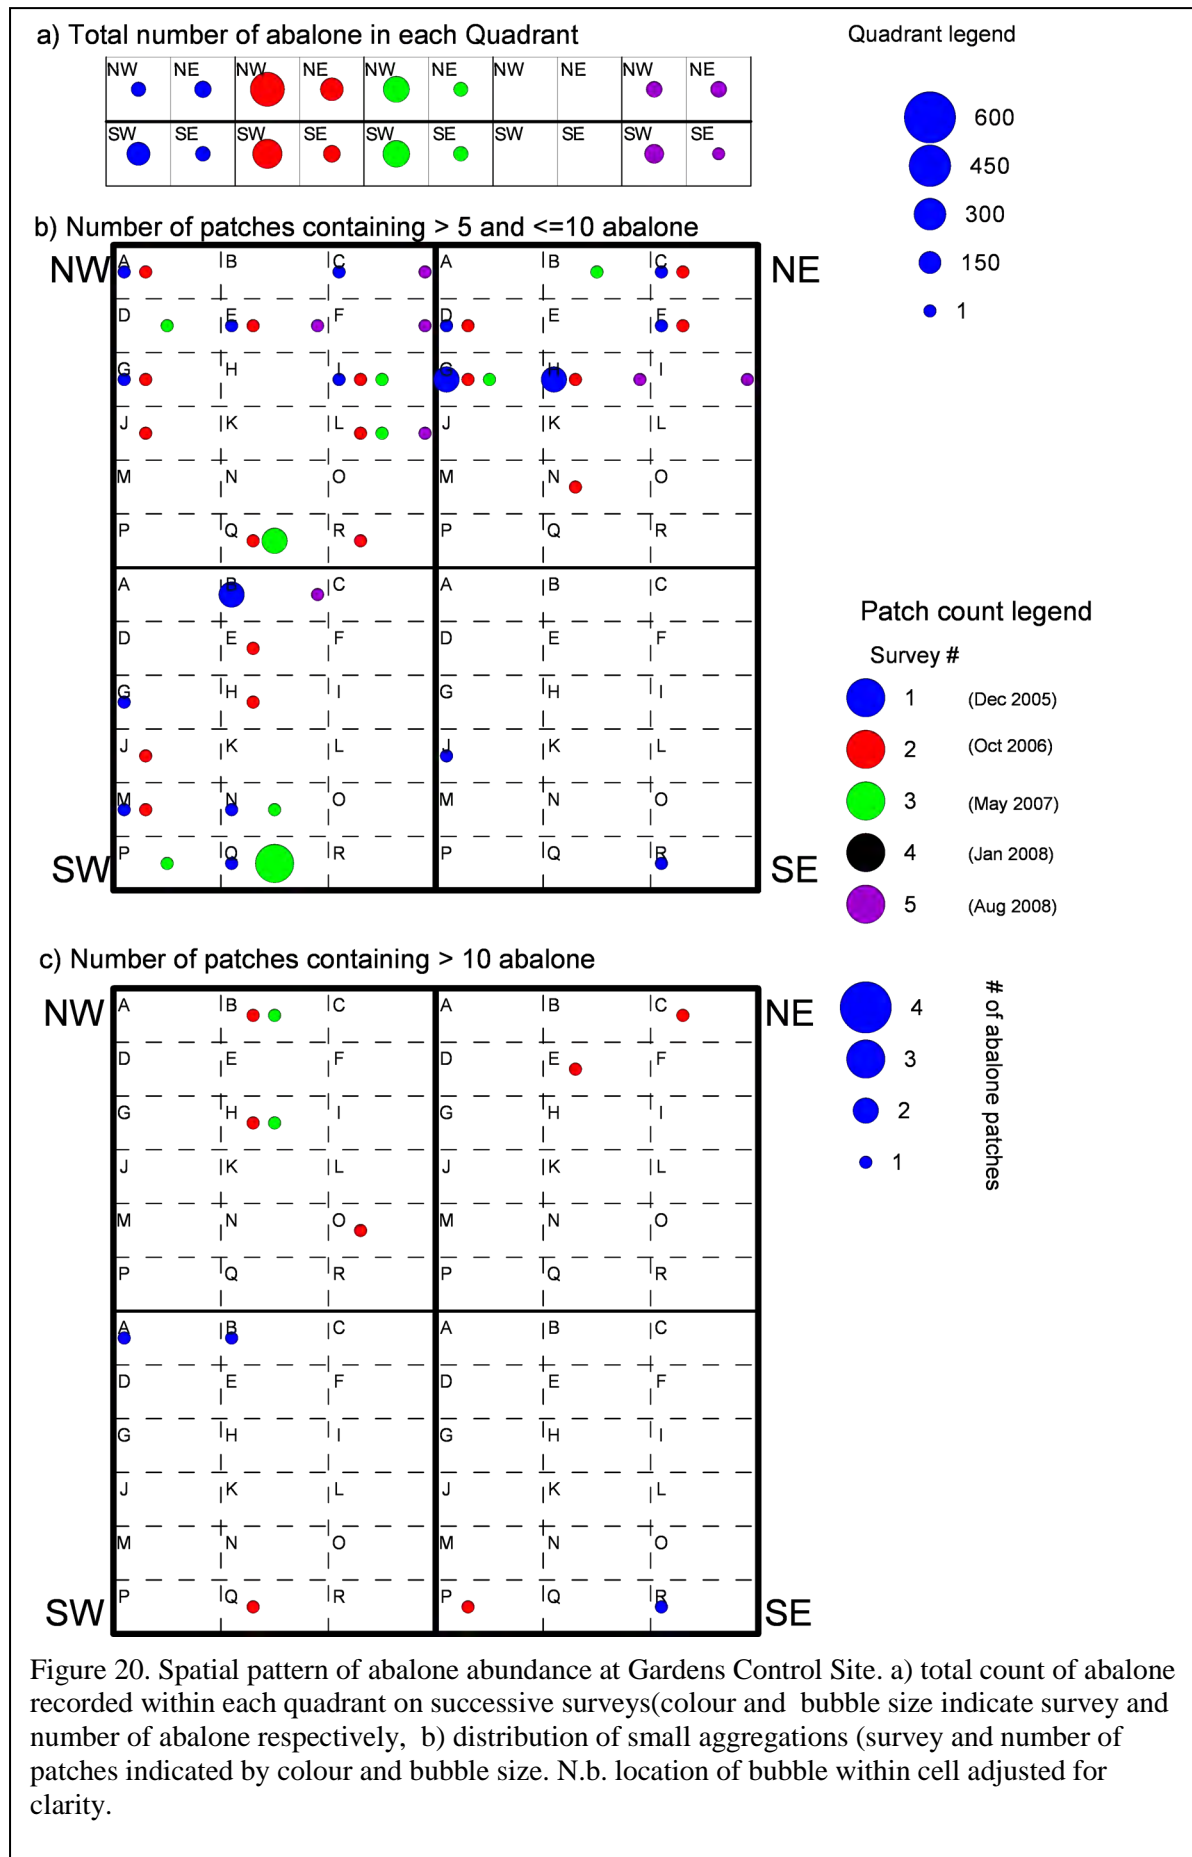 a) Total number of abalone in each Quadrant
Quadrant legend
NW NE NW NE NW NE NW NE NW NE
SW SE SW SE SW SE SW SE SW SE
600
450
300
150
1
b) Number of patches containing > 5 and <=10 abalone
NW A B C A B C NE
D E F D E F
G H I G H I
J K L J K L
M N O M N O
P Q R P Q R
A B C A B C
D E F D E F
G H I G H I
J K L J K L
M N O M N O
SW P Q R P Q R SE
Patch count legend
Survey #
1 (Dec 2005)
2 (Oct 2006)
3 (May 2007)
4 (Jan 2008)
5 (Aug 2008)
c) Number of patches containing > 10 abalone
NW A B C A B C NE
D E F D E F
G H I G H I
J K L J K L
M N O M N O
P Q R P Q R
A B C A B C
D E F D E F
G H I G H I
J K L J K L
M N O M N O
SW P Q R P Q R SE
4
3
2
1
# of abalone patches
Figure 20. Spatial pattern of abalone abundance at Gardens Control Site. a) total count of abalone
recorded within each quadrant on successive surveys(colour and bubble size indicate survey and
number of abalone respectively, b) distribution of small aggregations (survey and number of
patches indicated by colour and bubble size. N.b. location of bubble within cell adjusted for
clarity.